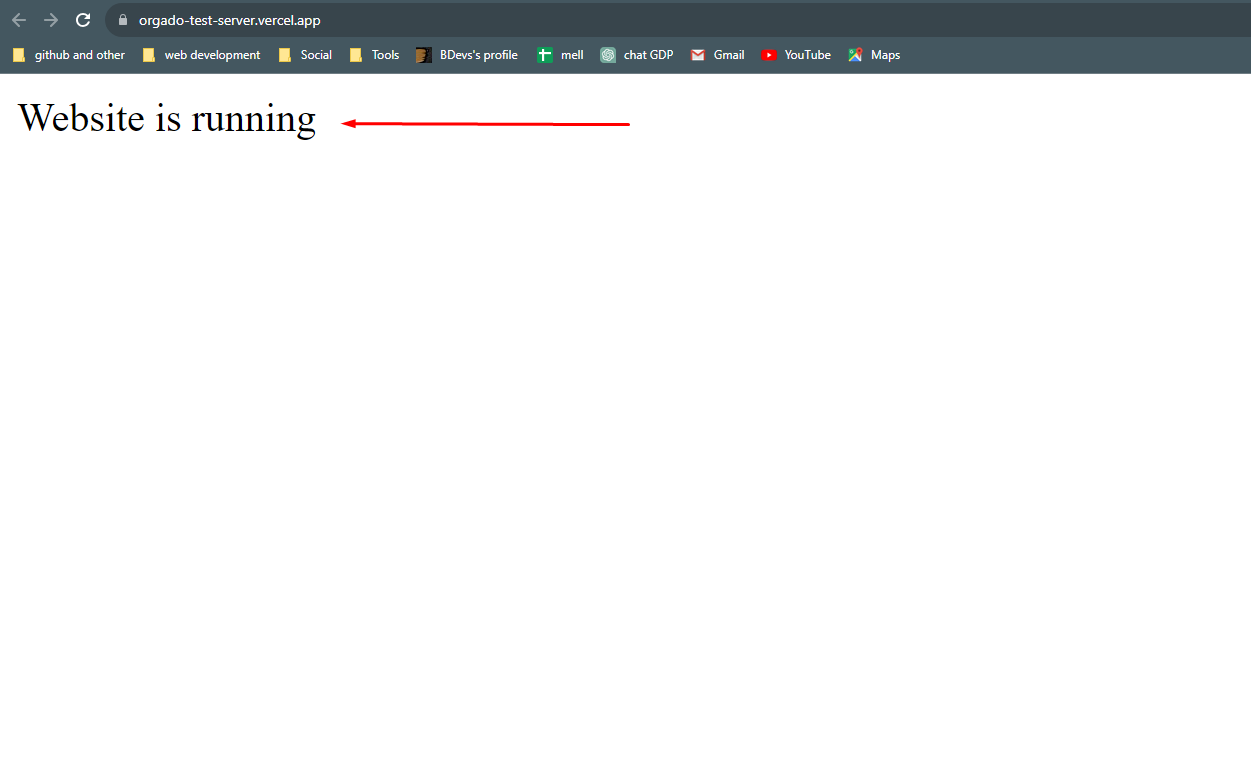 orgado-test-server.vercel.app
github and other web development Social Tools BDevs's profile mell chat GDP Gmail YouTube Maps
Website is running